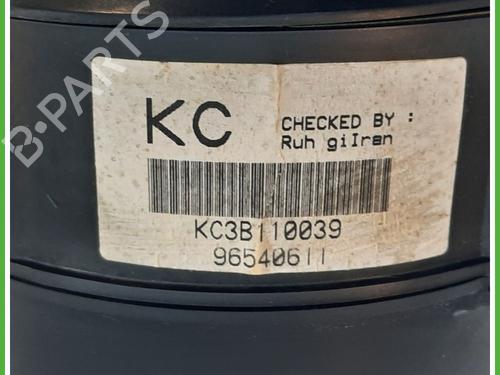 B-PARTS
KC
CHECKED BY :
Ruh giIran
KC3B110039
96540611